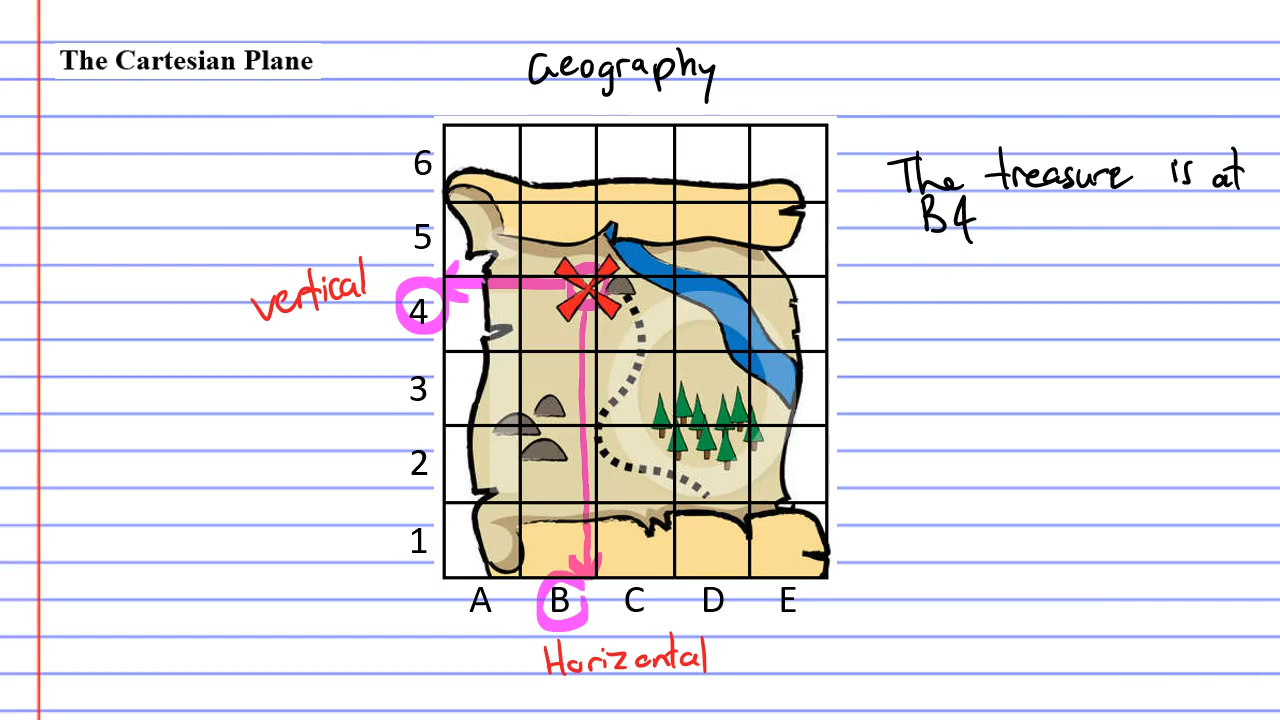 The Cartesian Plane
Geography
The treasure is at
B4
6
5
vertical
4
3
2
1
A B C D E
Horizontal